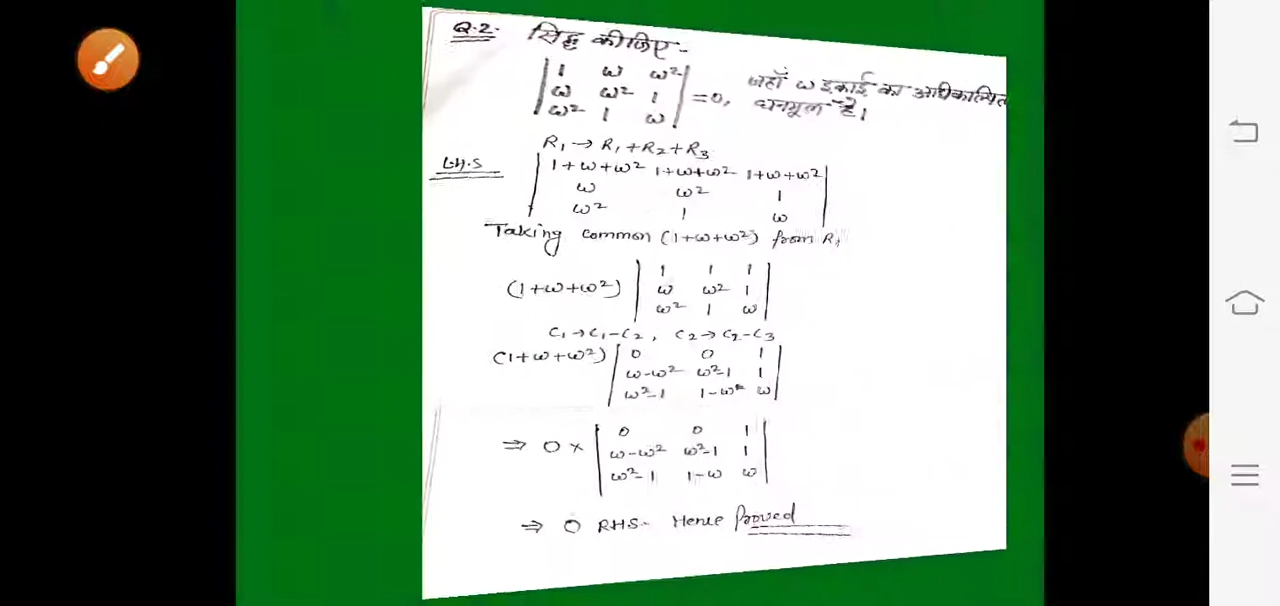 Q.2. सिद्ध कीजिए -
| 1 ω ω² |
| ω ω² 1 | = 0, जहाँ ω इकाई का अधिकल्पित
| ω² 1 ω | घनमूल है।
R₁ → R₁ + R₂ + R₃
L.H.S | 1+ω+ω² 1+ω+ω² 1+ω+ω² |
| ω ω² 1 |
| ω² 1 ω |
Taking common (1+ω+ω²) from R₁
| 1 1 1 |
(1+ω+ω²) | ω ω² 1 |
| ω² 1 ω |
C₁ → C₁-C₂, C₂ → C₂-C₃
(1+ω+ω²) | 0 0 1 |
| ω-ω² ω²-1 1 |
| ω²-1 1-ω ω |
| 0 0 1 |
⇒ 0 × | ω-ω² ω²-1 1 |
| ω²-1 1-ω ω |
⇒ 0 RHS- Hence Proved